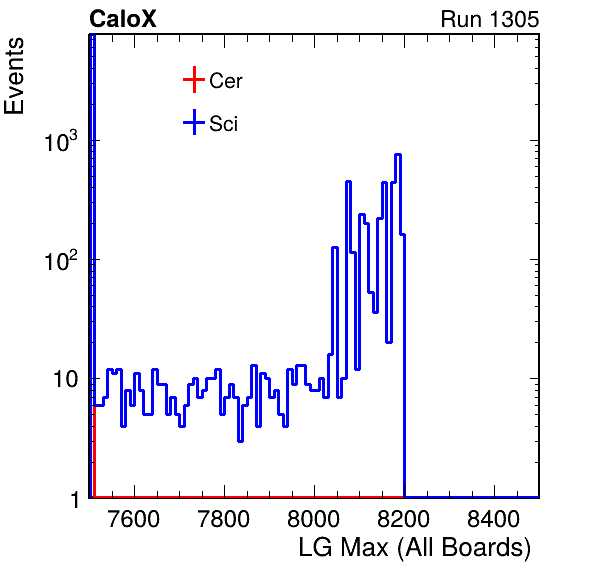 CaloX Run 1305
Events
Cer
Sci
10³
10²
10
1
7600 7800 8000 8200 8400
LG Max (All Boards)